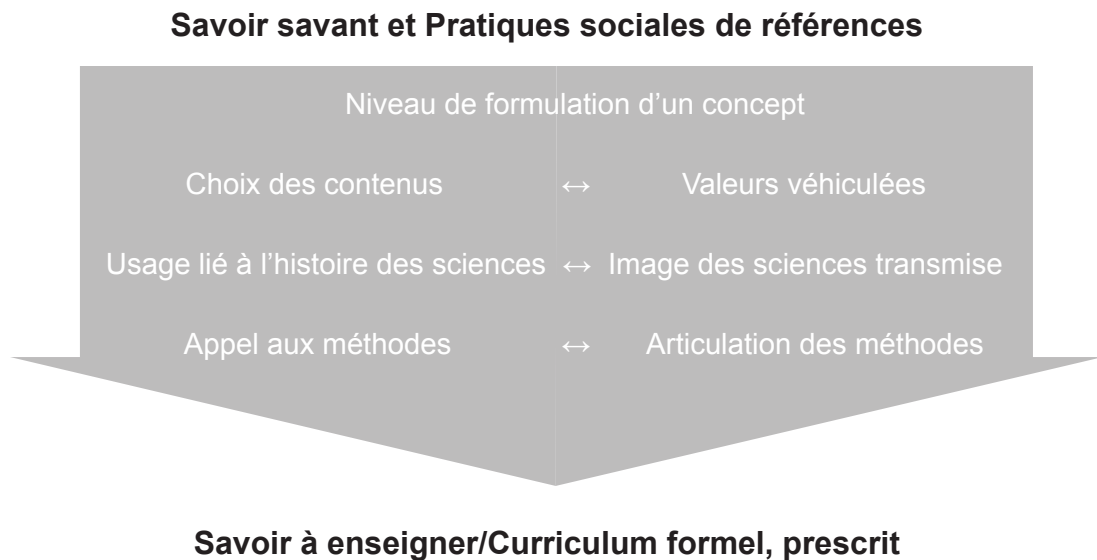 Savoir savant et Pratiques sociales de références
Niveau de formulation d’un concept
Choix des contenus ↔ Valeurs véhiculées
Usage lié à l’histoire des sciences ↔ Image des sciences transmise
Appel aux méthodes ↔ Articulation des méthodes
Savoir à enseigner/Curriculum formel, prescrit